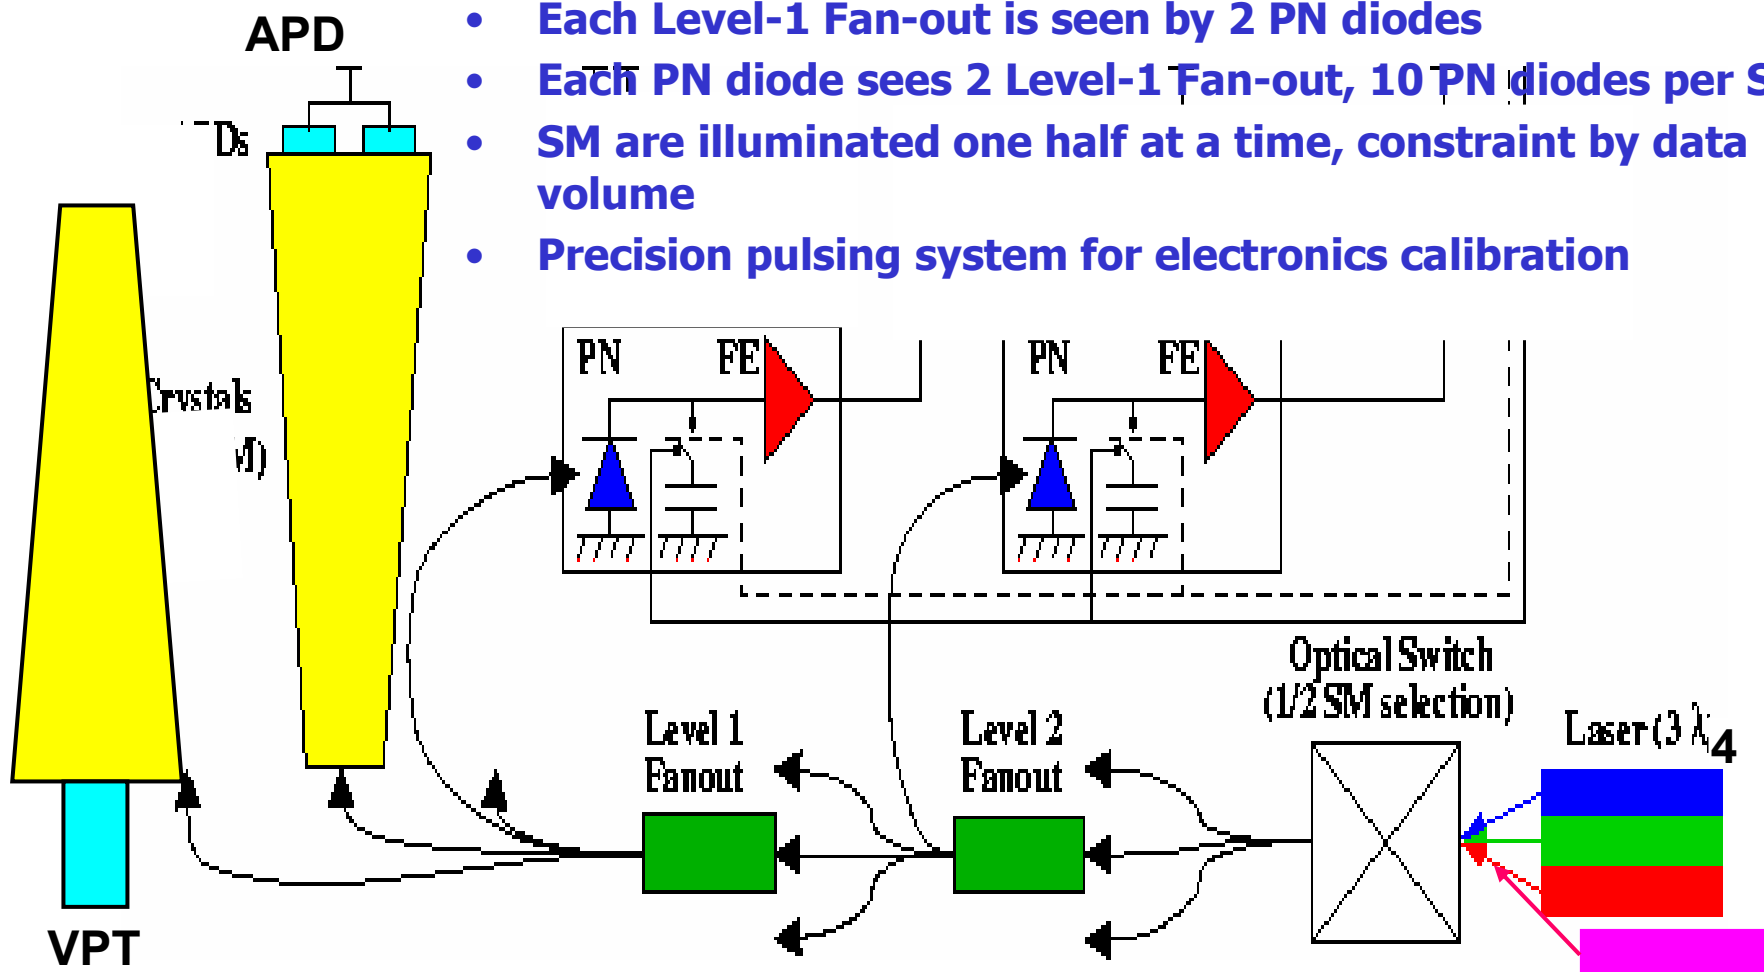 APD
• Each Level-1 Fan-out is seen by 2 PN diodes
• Each PN diode sees 2 Level-1 Fan-out, 10 PN diodes per S
• SM are illuminated one half at a time, constraint by data
volume
• Precision pulsing system for electronics calibration
Ds
PN FE PN FE
rystals
M)
Optical Switch
(1/2 SM selection)
Level 1
Fanout
Level 2
Fanout
Laser (3 λ 4
VPT